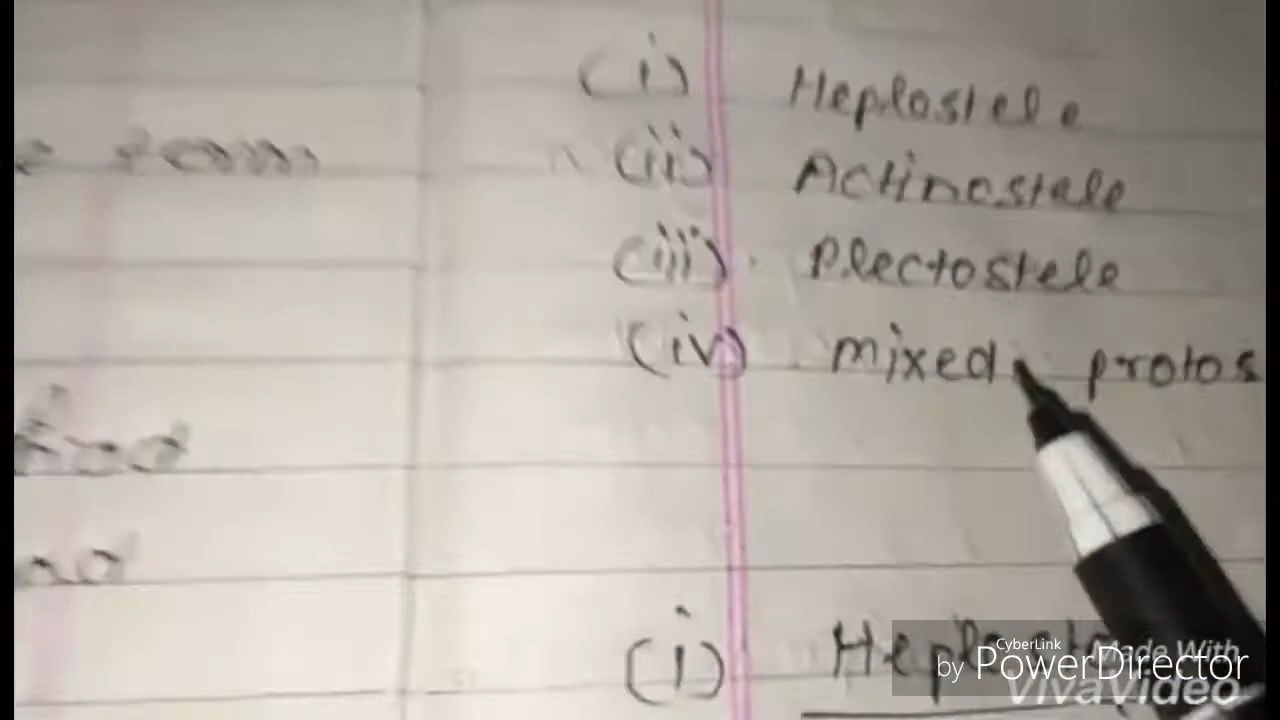 (i) Heplostele
(ii) Actinostele
(iii) Plectostele
(iv) mixed protos
(i)
CyberLink
by PowerDirector
Made With
VivaVideo